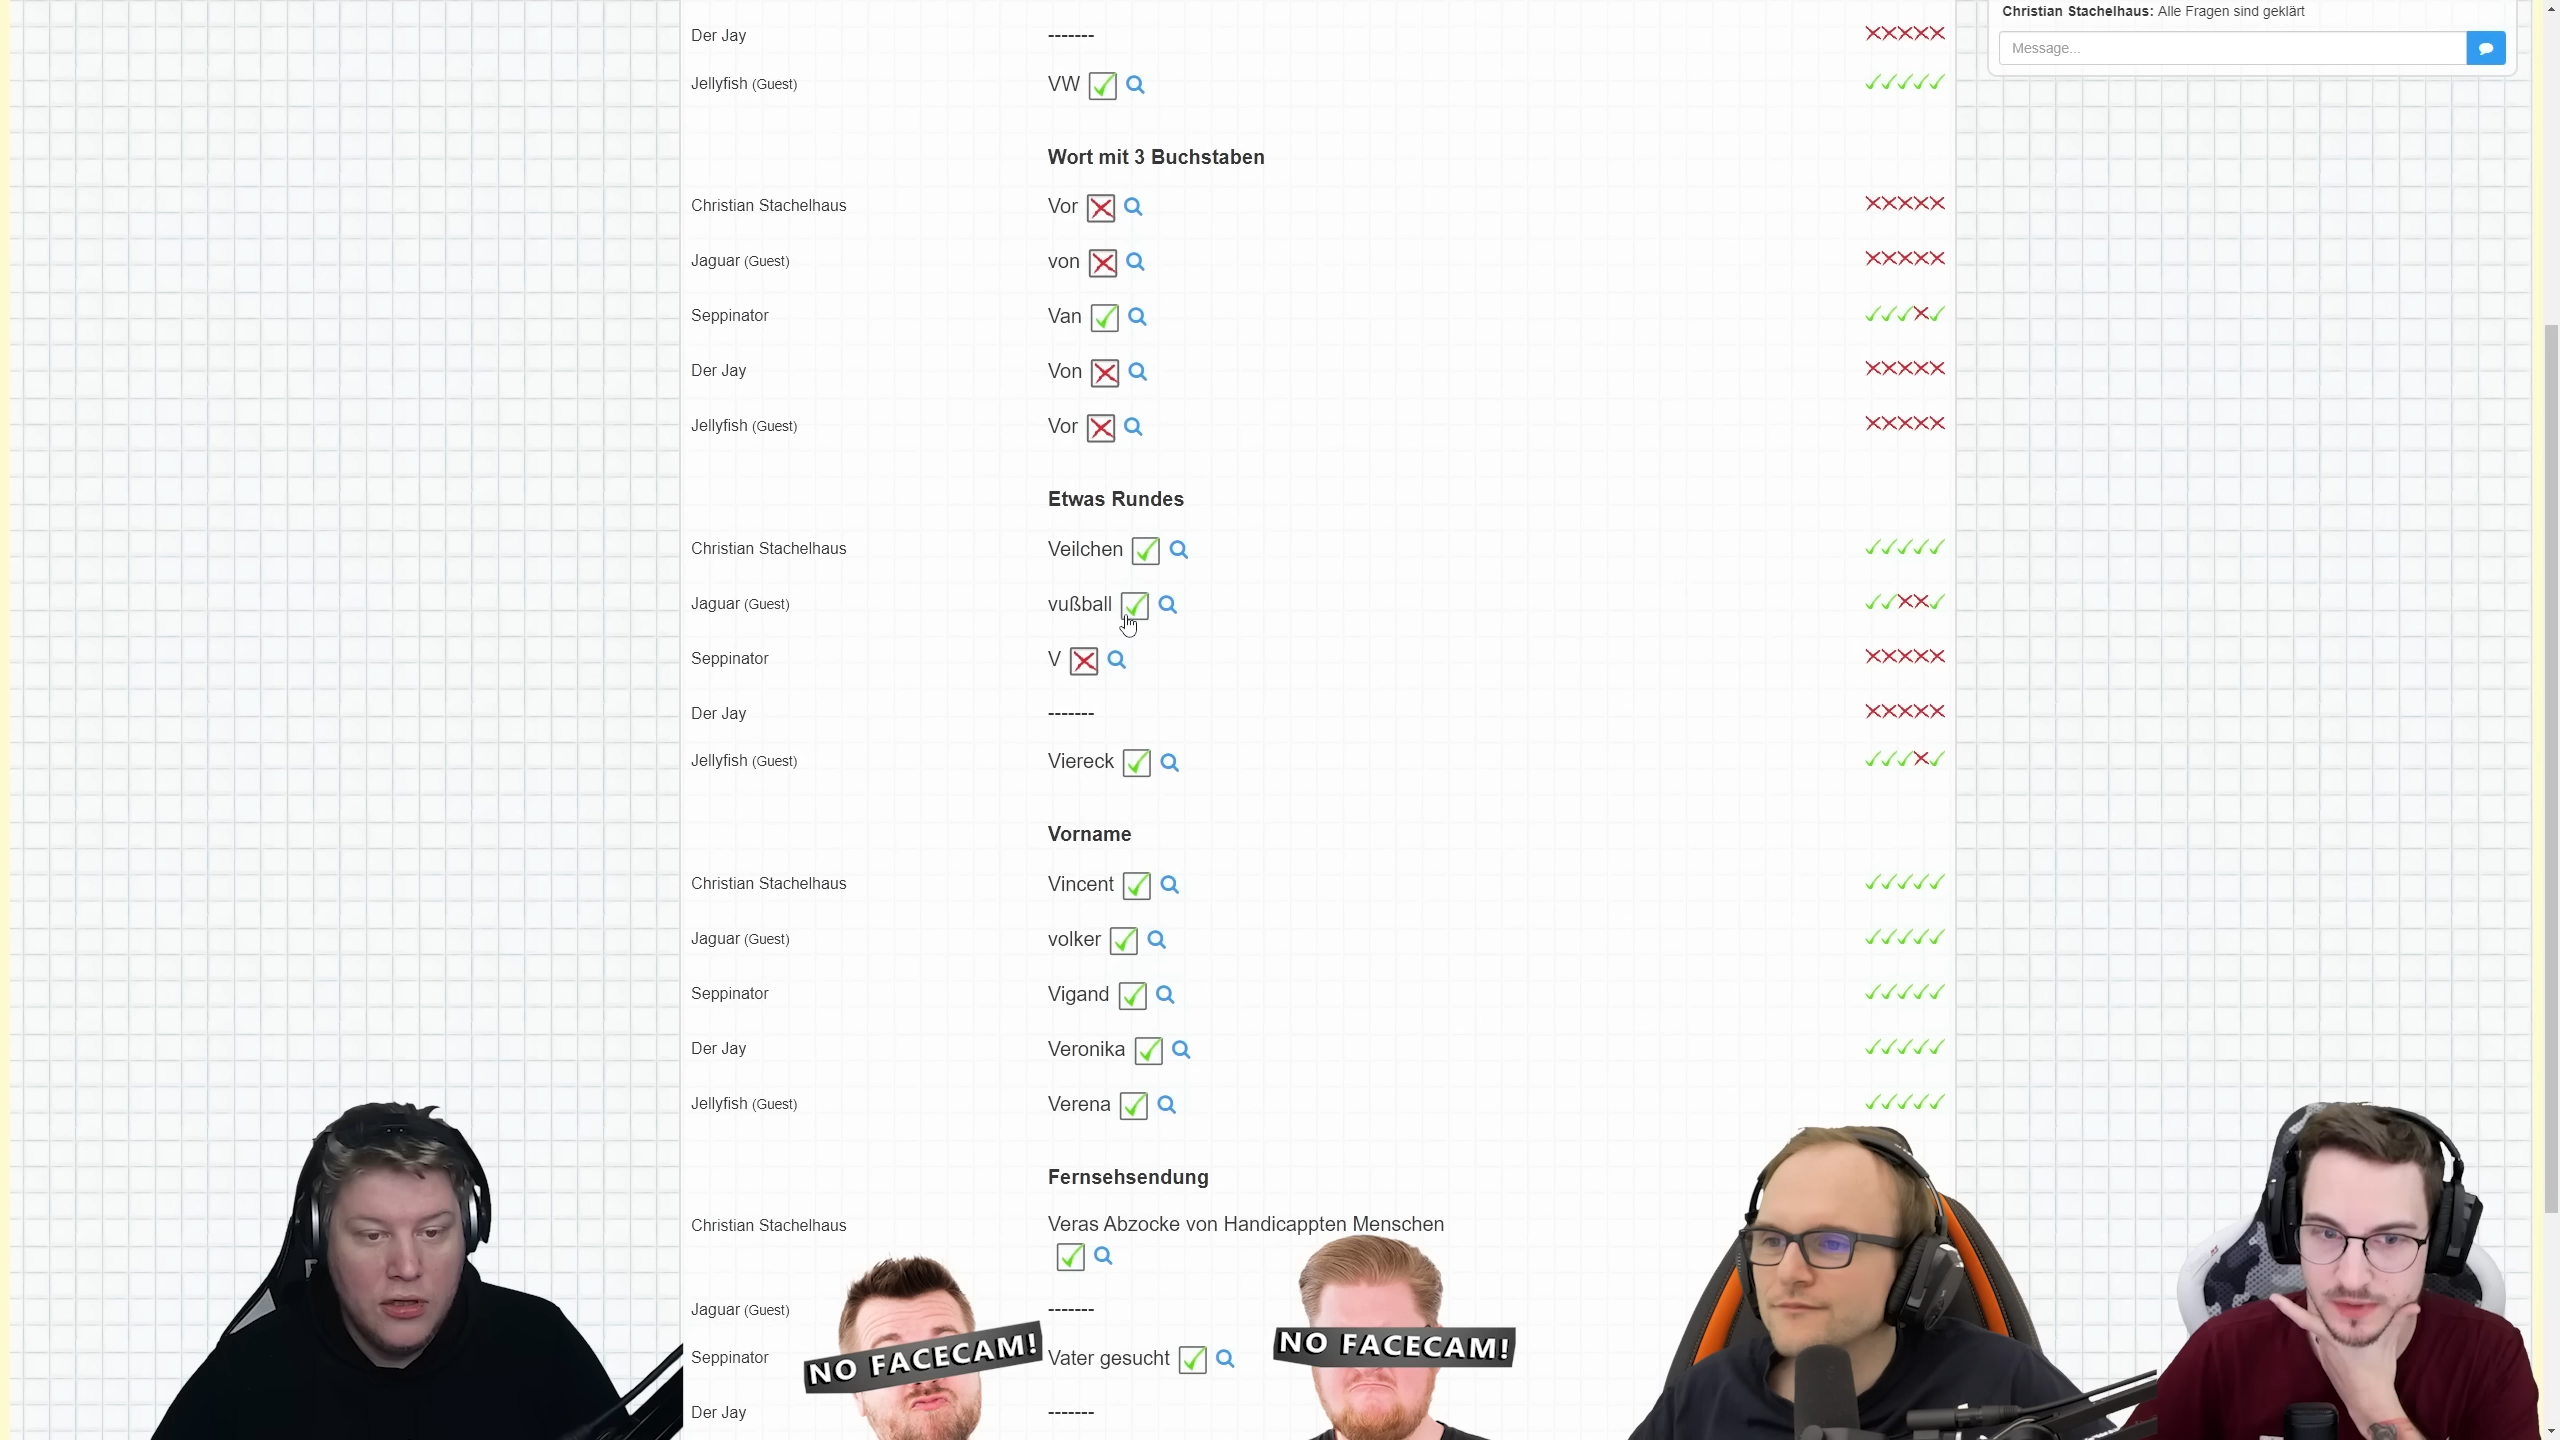 Christian Stachelhaus: Alle Fragen sind geklärt
Message...
Der Jay -------
Jellyfish (Guest) VW
Wort mit 3 Buchstaben
Christian Stachelhaus Vor
Jaguar (Guest) von
Seppinator Van
Der Jay Von
Jellyfish (Guest) Vor
Etwas Rundes
Christian Stachelhaus Veilchen
Jaguar (Guest) vußball
Seppinator V
Der Jay -------
Jellyfish (Guest) Viereck
Vorname
Christian Stachelhaus Vincent
Jaguar (Guest) volker
Seppinator Vigand
Der Jay Veronika
Jellyfish (Guest) Verena
Fernsehsendung
Christian Stachelhaus Veras Abzocke von Handicappten Menschen
Jaguar (Guest) -------
Seppinator Vater gesucht
Der Jay -------
NO FACECAM!
NO FACECAM!